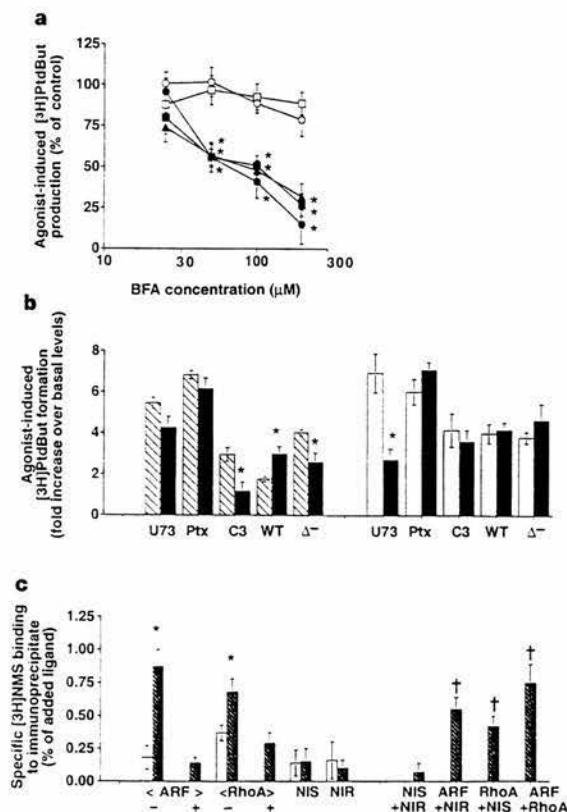 a
Agonist-induced [³H]PtdBut
production (% of control)
125
100
75
50
25
0
10 30 100 300
BFA concentration (μM)
b
Agonist-induced
[³H]PtdBut formation
(fold increase over basal levels)
8
6
4
2
0
U73 Ptx C3 WT Δ− U73 Ptx C3 WT Δ−
c
Specific [³H]NMS binding
to immunoprecipitate
(% of added ligand)
1.25
1.00
0.75
0.50
0.25
0.00
< ARF > <RhoA> NIS NIR NIS ARF RhoA ARF
− + − + +NIR +NIR +NIS +RhoA